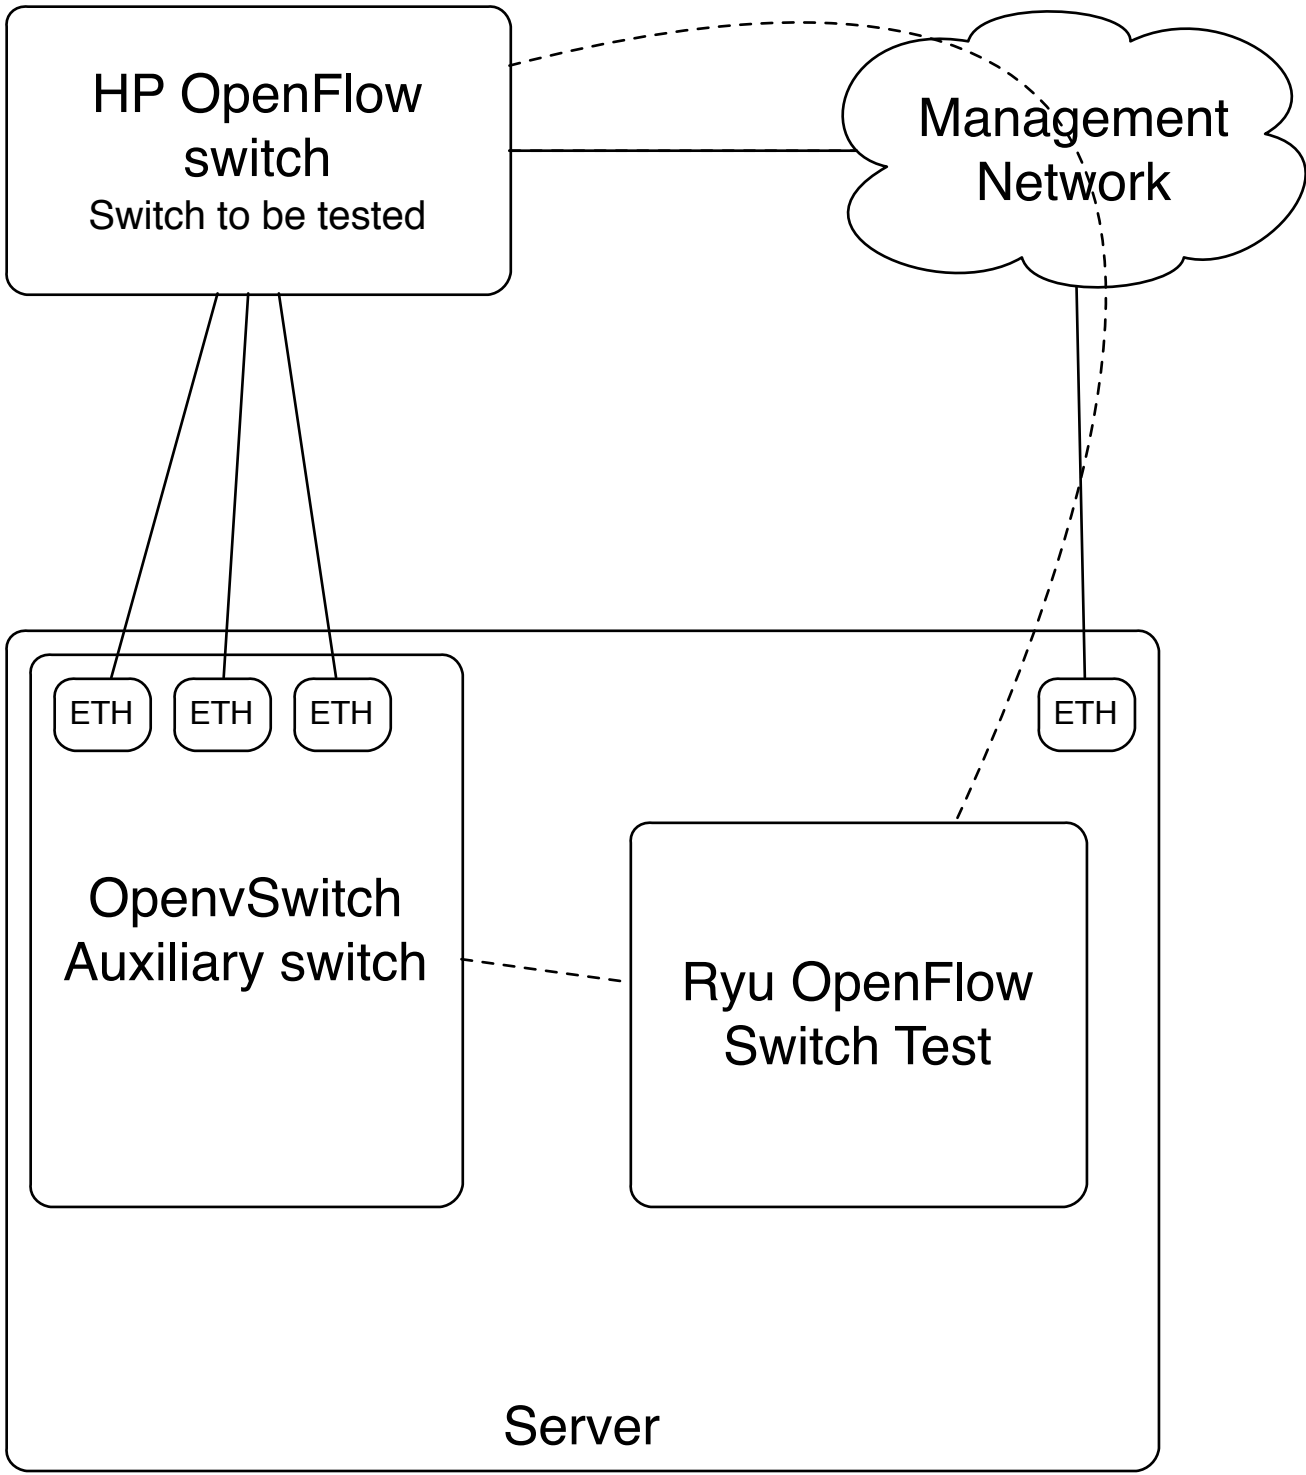 HP OpenFlow
switch
Switch to be tested
Management
Network
ETH
ETH
ETH
ETH
OpenvSwitch
Auxiliary switch
Ryu OpenFlow
Switch Test
Server